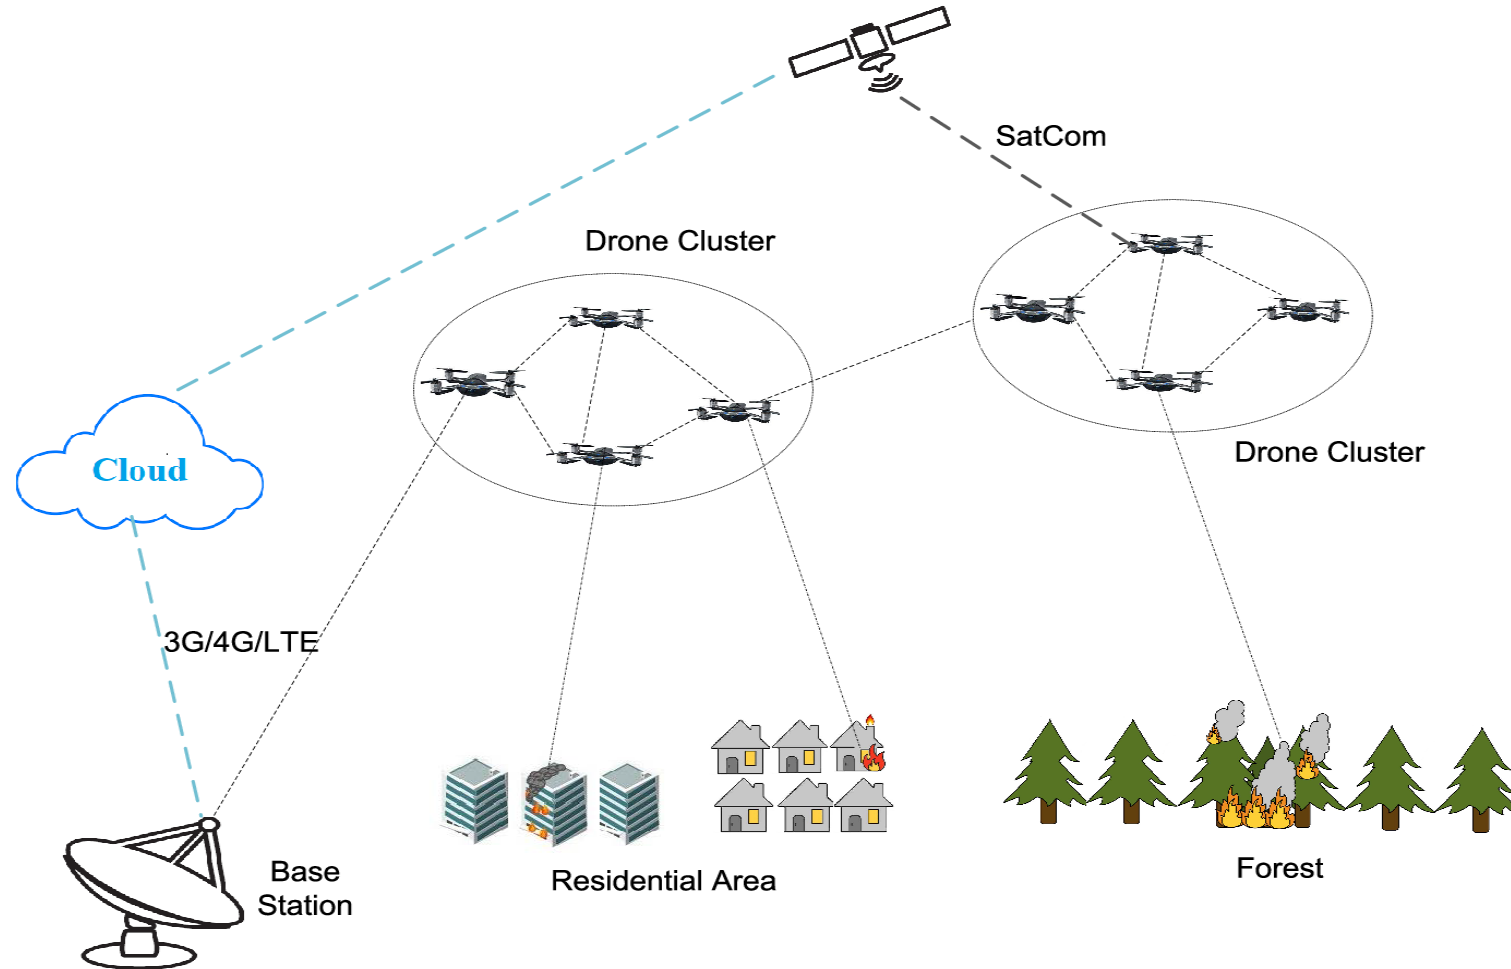 SatCom
Drone Cluster
Drone Cluster
Cloud
3G/4G/LTE
Base
Station
Residential Area
Forest